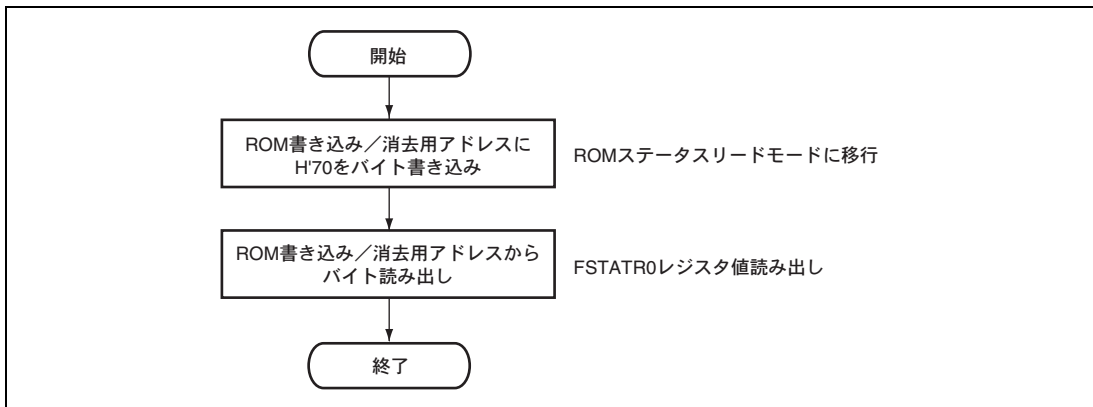 開始
ROM書き込み／消去用アドレスに
H'70をバイト書き込み
ROMステータスリードモードに移行
ROM書き込み／消去用アドレスから
バイト読み出し
FSTATR0レジスタ値読み出し
終了